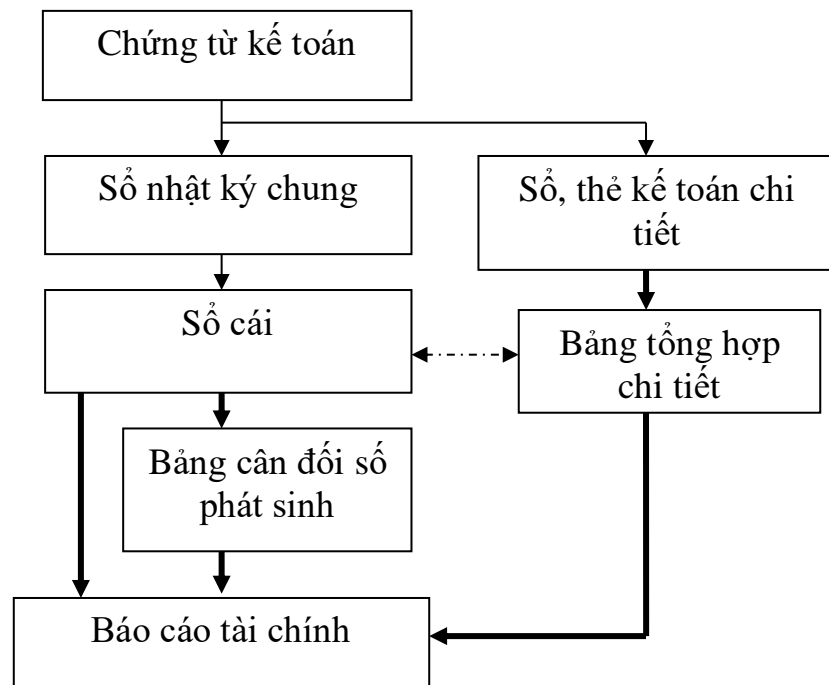 Chứng từ kế toán
Sổ nhật ký chung
Sổ, thẻ kế toán chi
tiết
Sổ cái
Bảng tổng hợp
chi tiết
Bảng cân đối số
phát sinh
Báo cáo tài chính